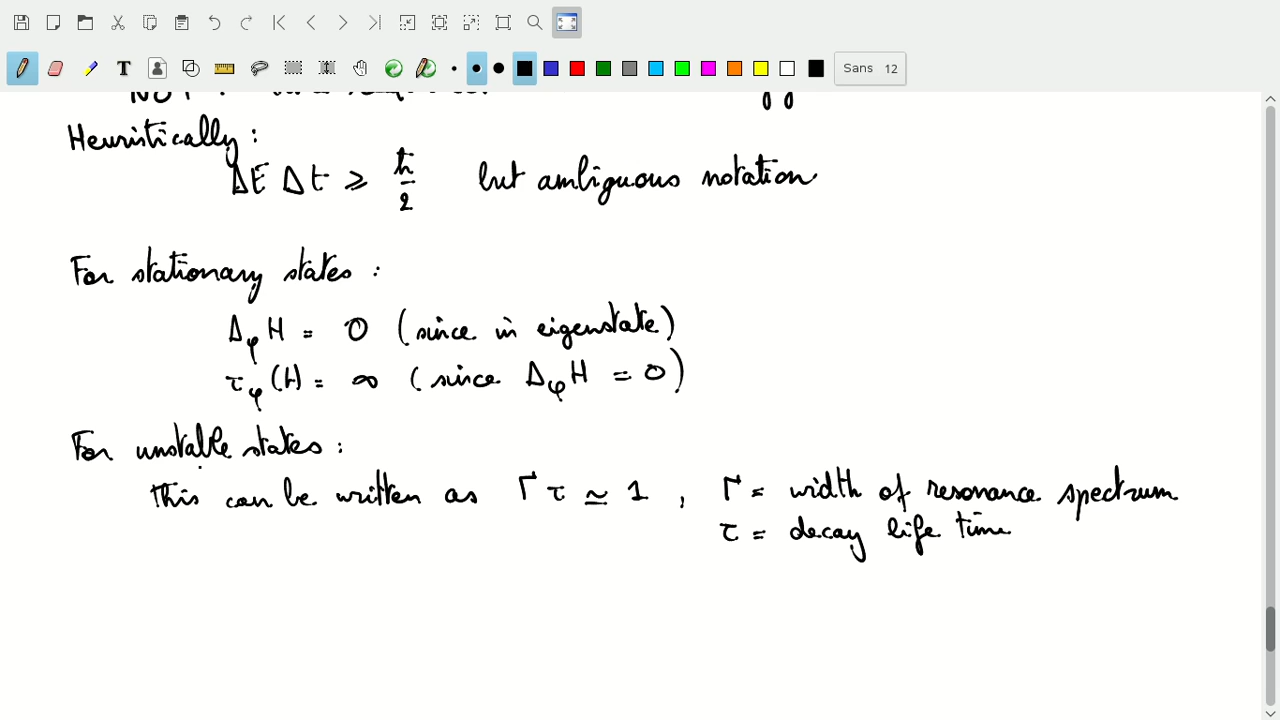 Sans 12
Heuristically:
ΔE Δt ≥ ħ/2 but ambiguous notation
For stationary states :
Δ_φ H = 0 (since in eigenstate)
τ_φ (H) = ∞ (since Δ_φ H = 0)
For unstable states :
this can be written as Γ τ ≃ 1 , Γ = width of resonance spectrum
τ = decay life time